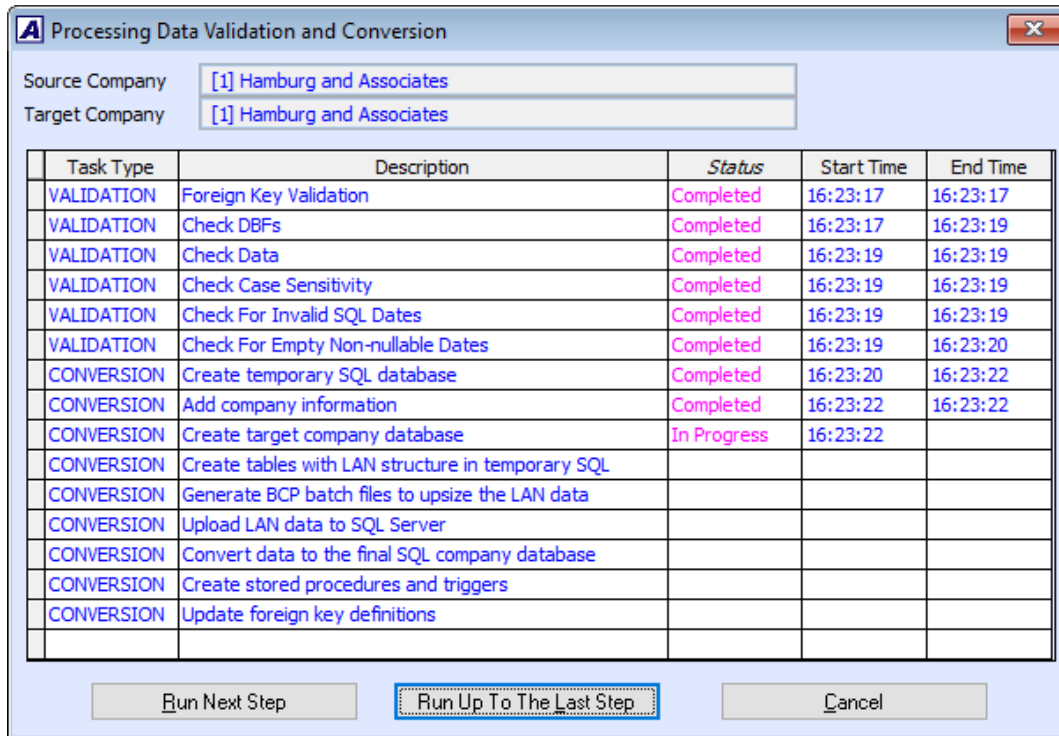 Processing Data Validation and Conversion
Source Company [1] Hamburg and Associates
Target Company [1] Hamburg and Associates
Task Type Description Status Start Time End Time
VALIDATION Foreign Key Validation Completed 16:23:17 16:23:17
VALIDATION Check DBFs Completed 16:23:17 16:23:19
VALIDATION Check Data Completed 16:23:19 16:23:19
VALIDATION Check Case Sensitivity Completed 16:23:19 16:23:19
VALIDATION Check For Invalid SQL Dates Completed 16:23:19 16:23:19
VALIDATION Check For Empty Non-nullable Dates Completed 16:23:19 16:23:20
CONVERSION Create temporary SQL database Completed 16:23:20 16:23:22
CONVERSION Add company information Completed 16:23:22 16:23:22
CONVERSION Create target company database In Progress 16:23:22
CONVERSION Create tables with LAN structure in temporary SQL
CONVERSION Generate BCP batch files to upsize the LAN data
CONVERSION Upload LAN data to SQL Server
CONVERSION Convert data to the final SQL company database
CONVERSION Create stored procedures and triggers
CONVERSION Update foreign key definitions
Run Next Step Run Up To The Last Step Cancel